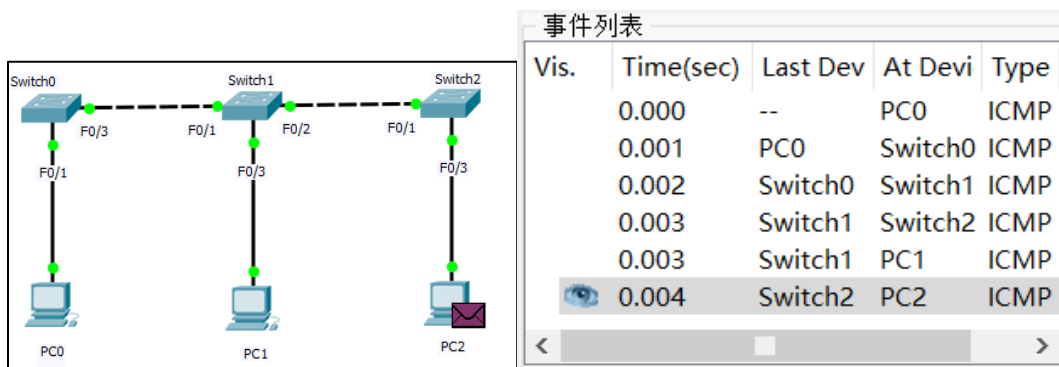 Switch0 Switch1 Switch2
F0/3 F0/1 F0/2 F0/1
F0/1 F0/3 F0/3
PC0 PC1 PC2
事件列表
Vis. Time(sec) Last Dev At Devi Type
0.000 -- PC0 ICMP
0.001 PC0 Switch0 ICMP
0.002 Switch0 Switch1 ICMP
0.003 Switch1 Switch2 ICMP
0.003 Switch1 PC1 ICMP
0.004 Switch2 PC2 ICMP